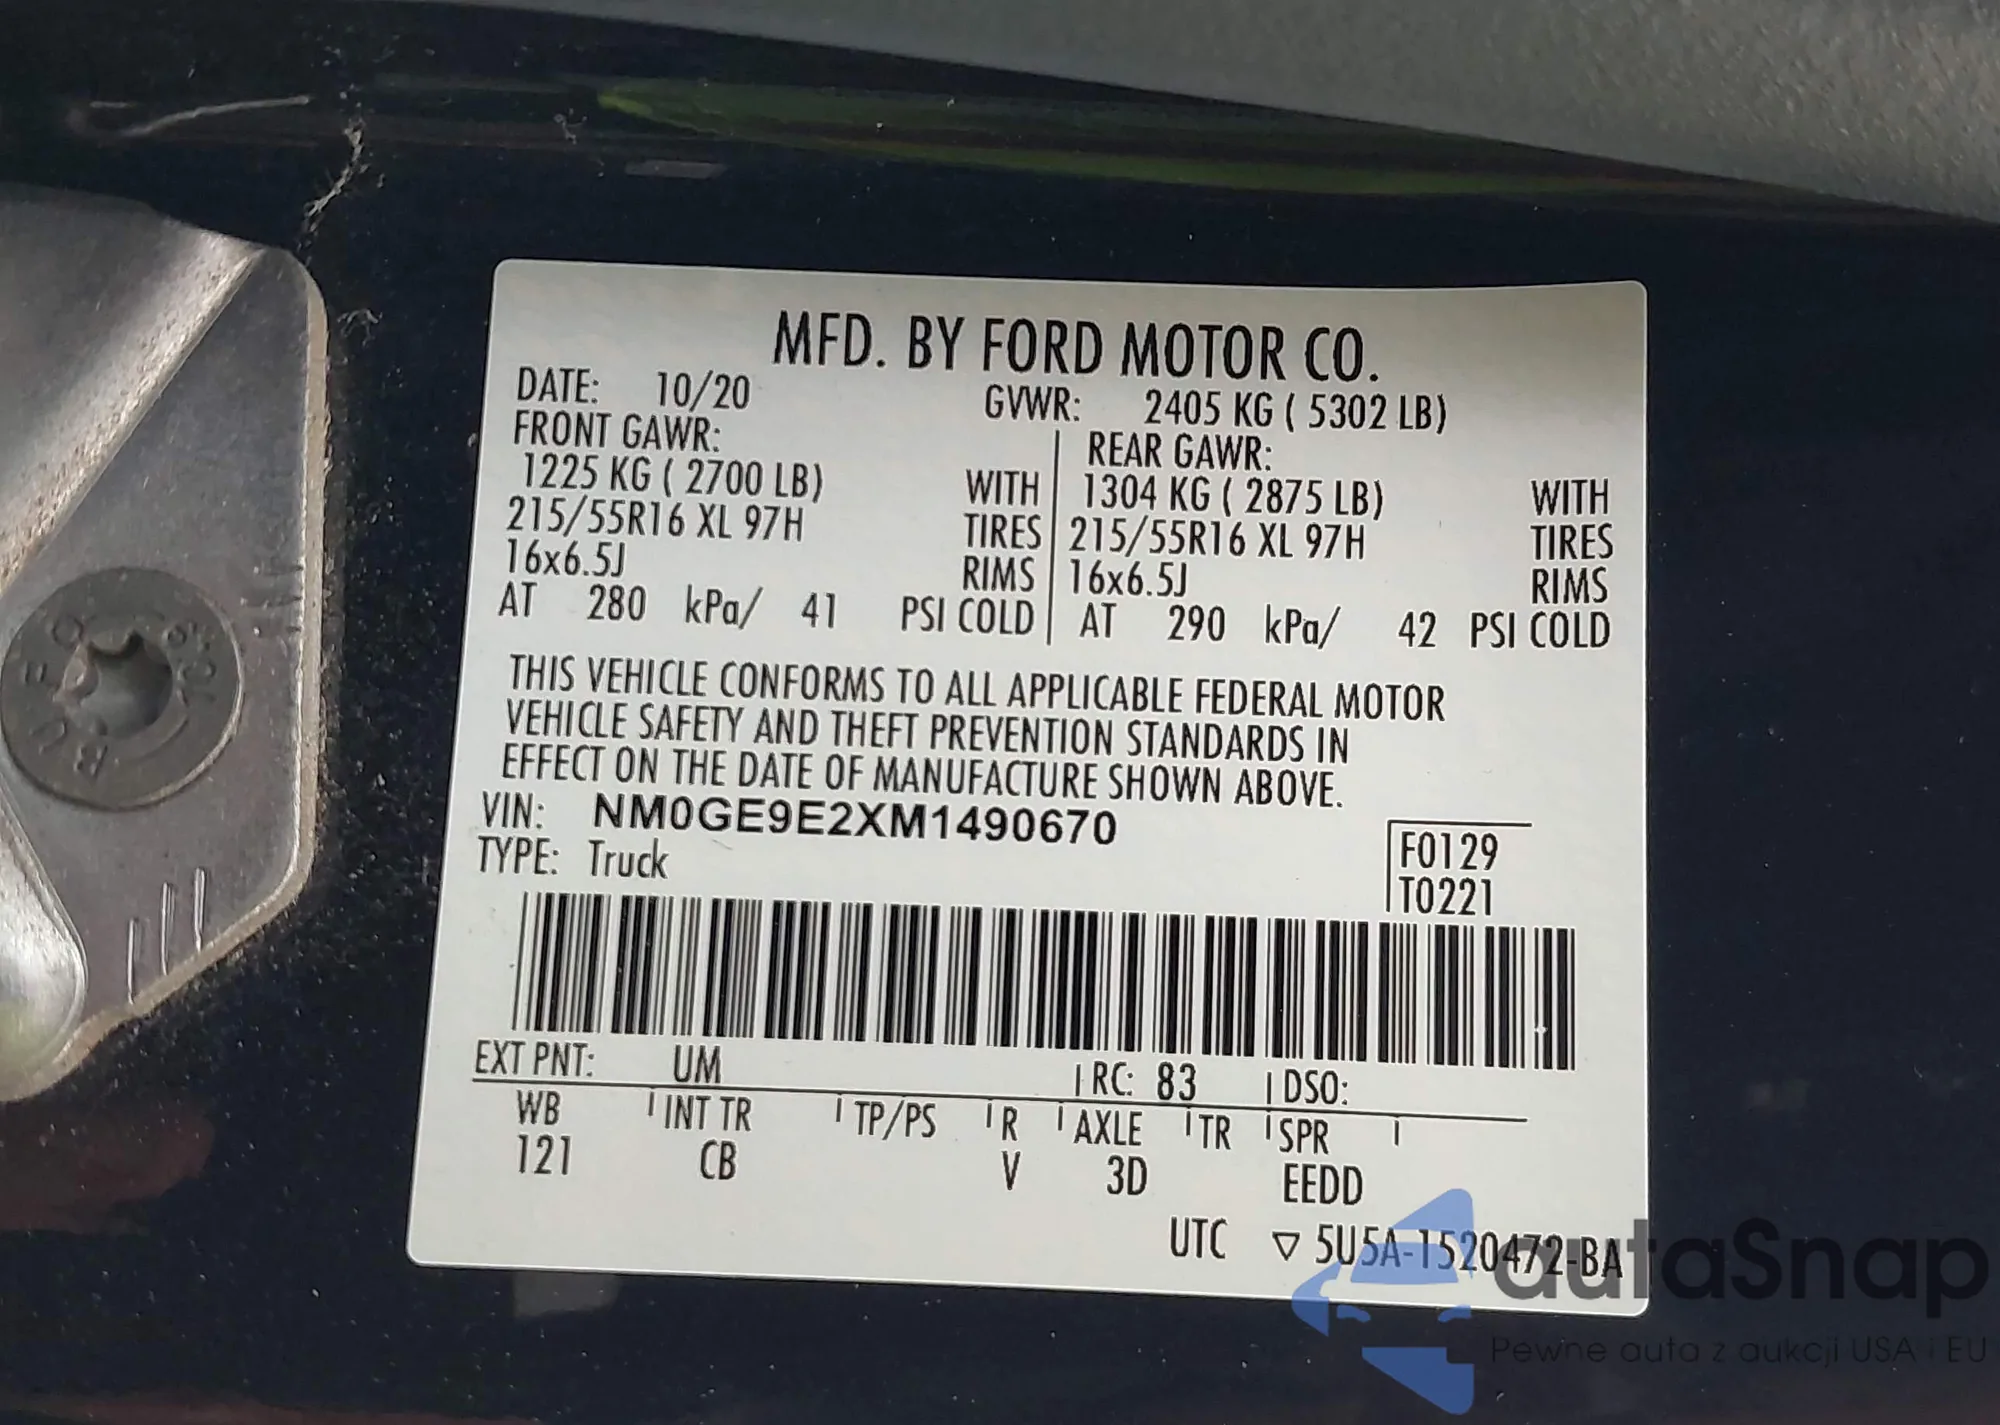 MFD. BY FORD MOTOR CO.
DATE: 10/20 GVWR: 2405 KG ( 5302 LB)
FRONT GAWR: REAR GAWR:
1225 KG ( 2700 LB) WITH 1304 KG ( 2875 LB) WITH
215/55R16 XL 97H TIRES 215/55R16 XL 97H TIRES
16x6.5J RIMS 16x6.5J RIMS
AT 280 kPa/ 41 PSI COLD AT 290 kPa/ 42 PSI COLD
THIS VEHICLE CONFORMS TO ALL APPLICABLE FEDERAL MOTOR
VEHICLE SAFETY AND THEFT PREVENTION STANDARDS IN
EFFECT ON THE DATE OF MANUFACTURE SHOWN ABOVE.
VIN: NM0GE9E2XM1490670
TYPE: Truck
F0129
T0221
EXT PNT: UM RC: 83 DSO:
WB INT TR TP/PS R AXLE TR SPR
121 CB V 3D EEDD
UTC ▽ 5U5A-1520472-BA
autaSnap
Pewne auta z aukcji USA i EU